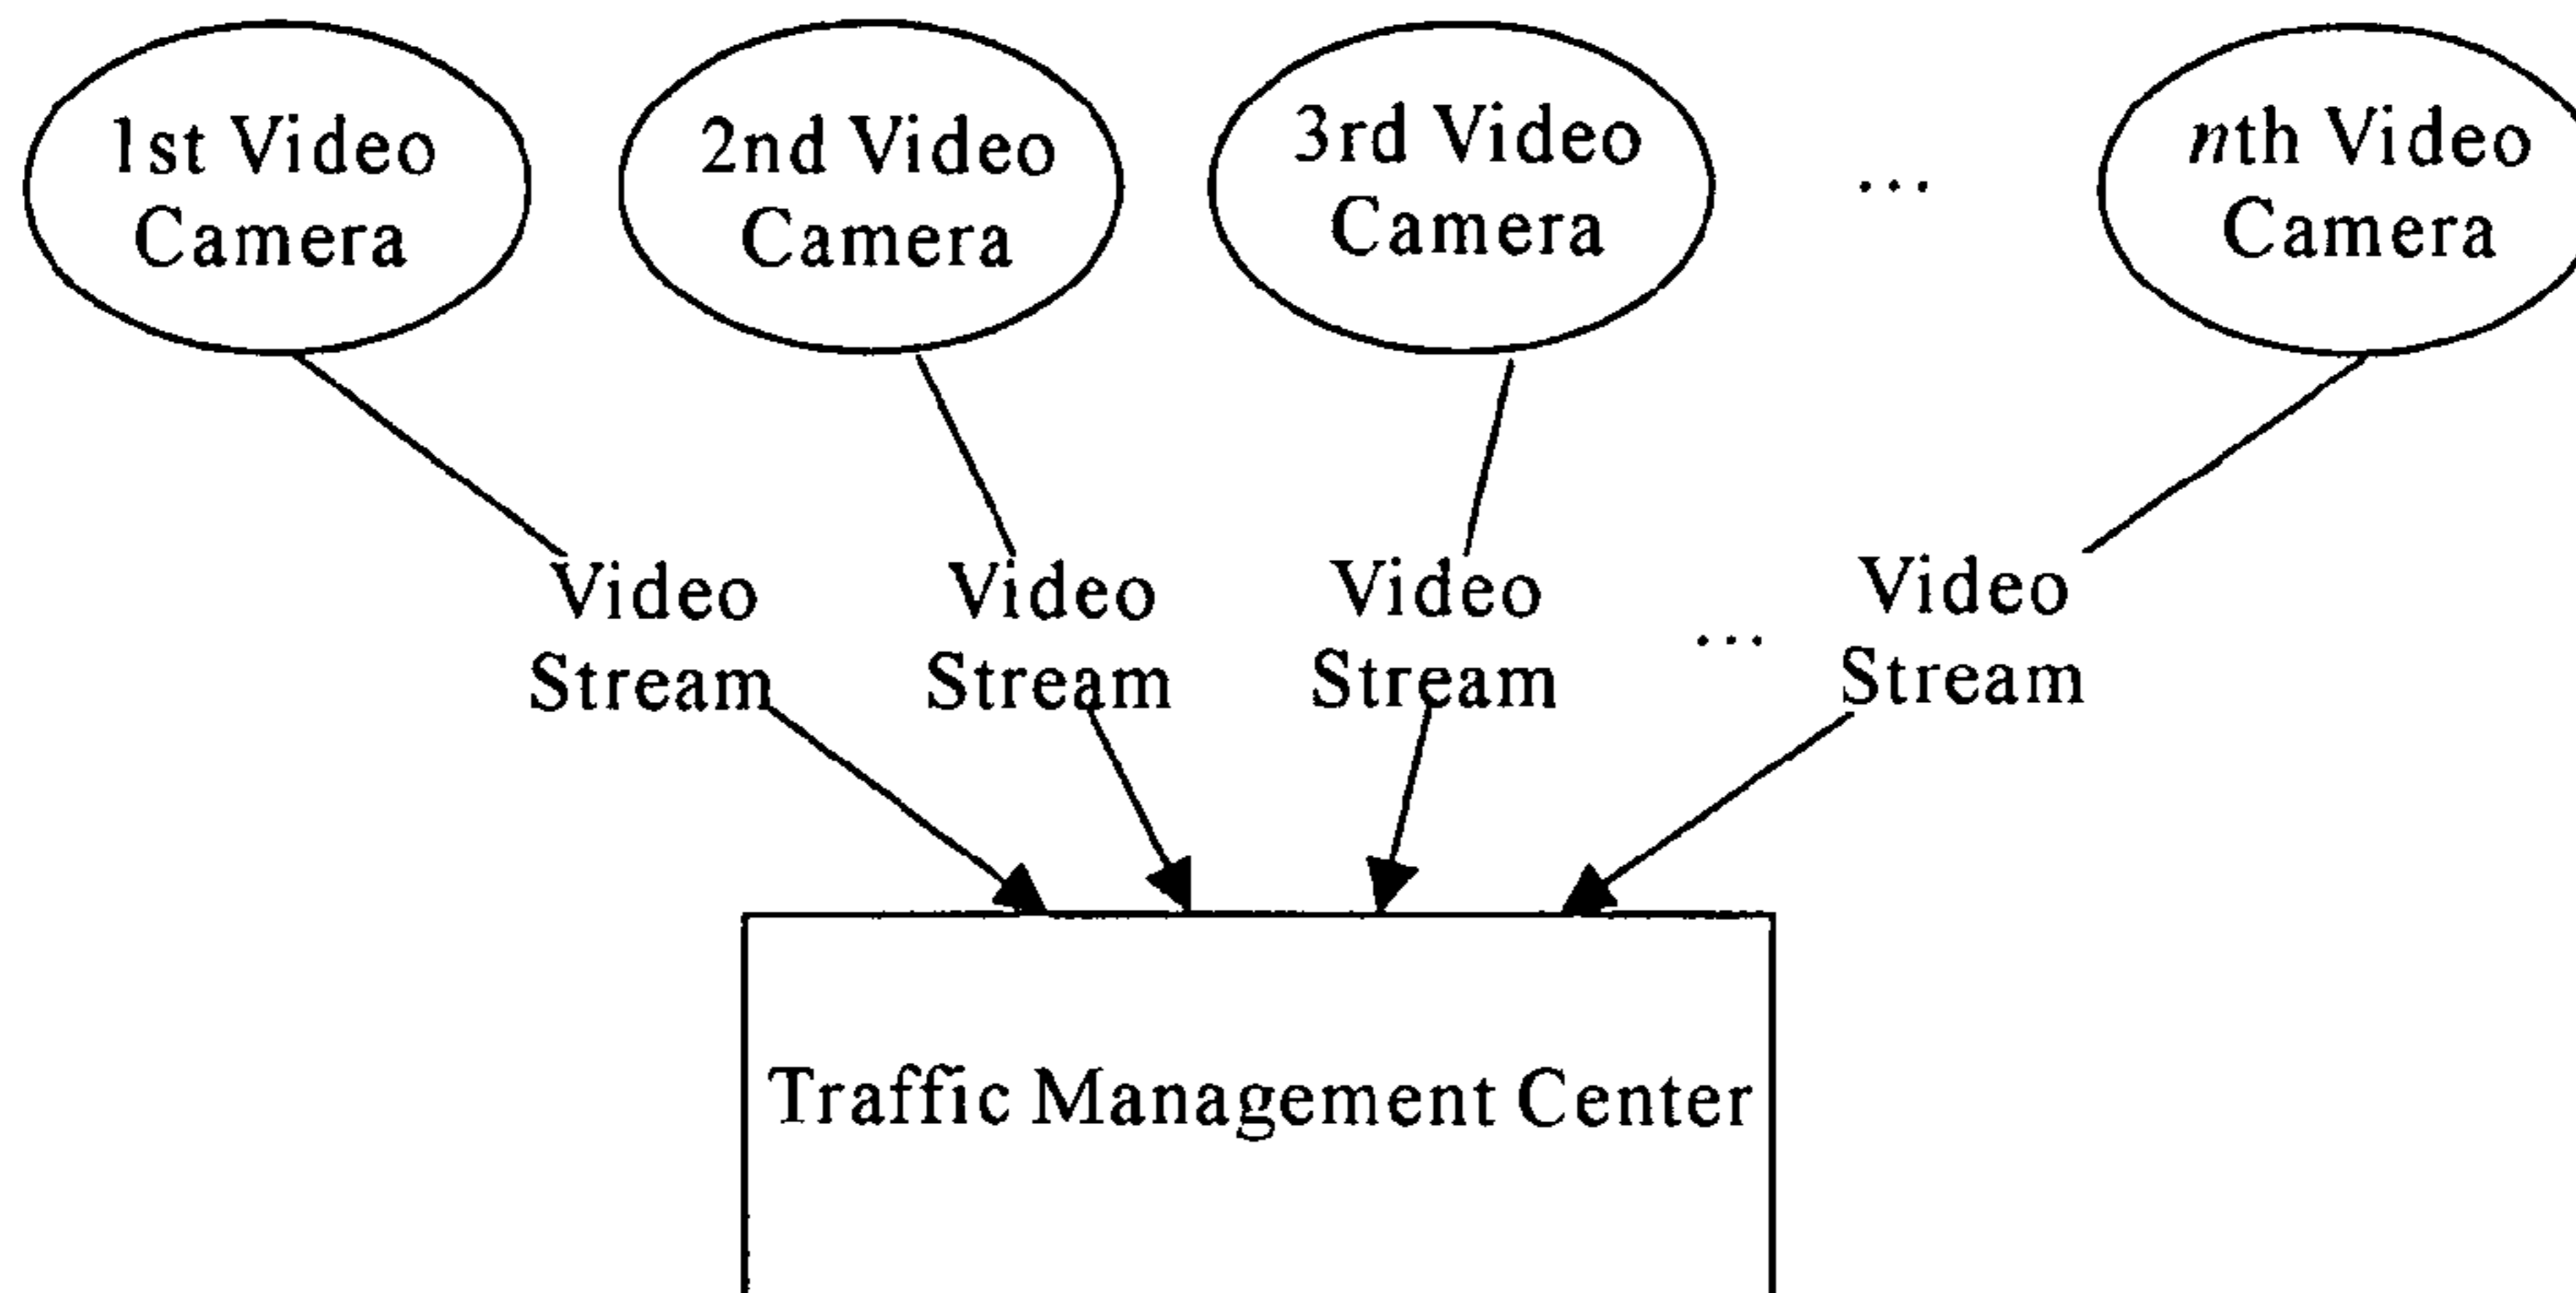 1st Video
Camera
2nd Video
Camera
3rd Video
Camera
...
nth Video
Camera
Video
Stream
Video
Stream
Video
Stream
...
Video
Stream
Traffic Management Center